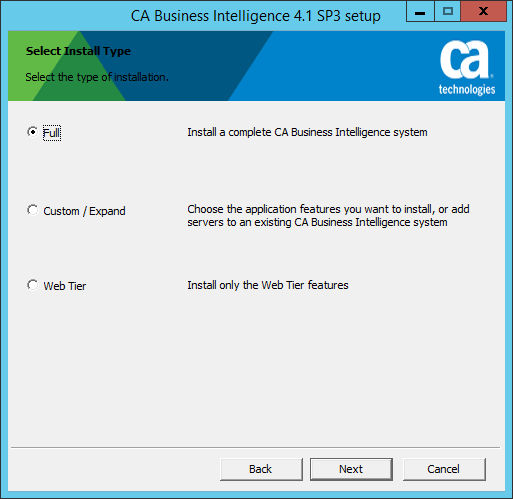 CA Business Intelligence 4.1 SP3 setup
Select Install Type
Select the type of installation.
ca
technologies
Full
Install a complete CA Business Intelligence system
Custom / Expand
Choose the application features you want to install, or add
servers to an existing CA Business Intelligence system
Web Tier
Install only the Web Tier features
Back
Next
Cancel